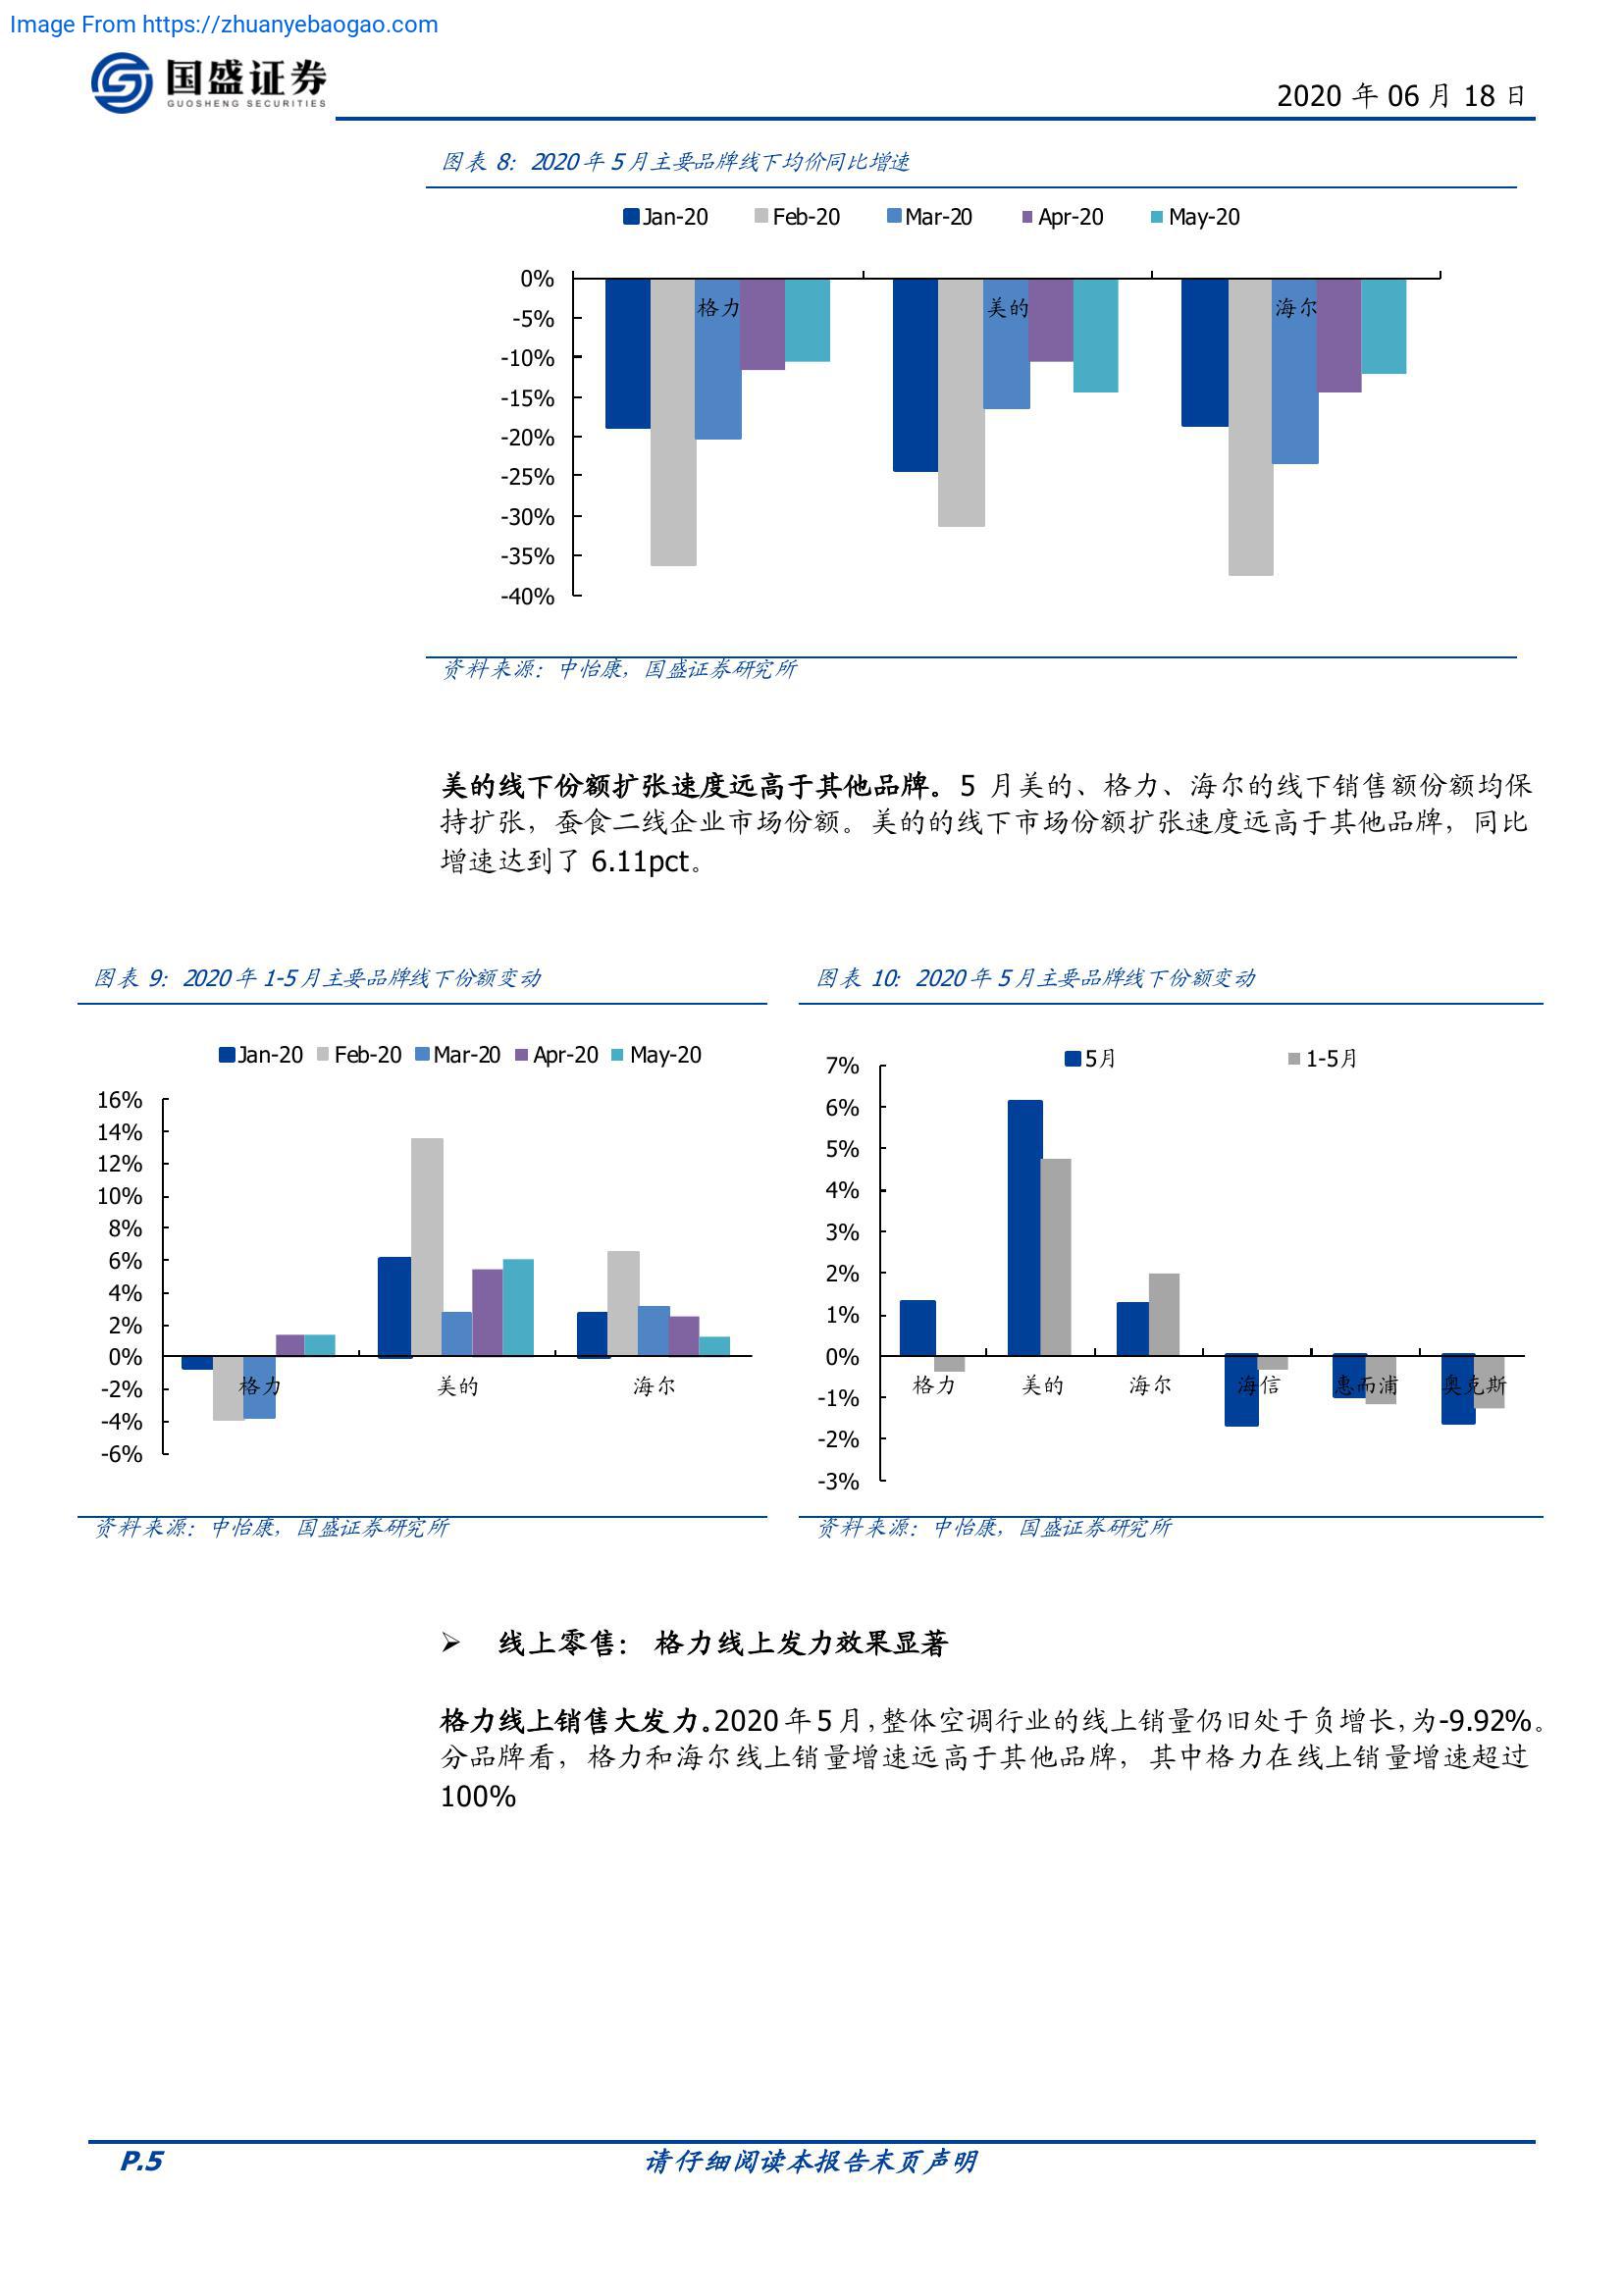 Image From https://zhuanyebaogao.com
国盛证券
GUOSHENG SECURITIES
2020 年 06 月 18 日
图表 8：2020 年 5 月主要品牌线下均价同比增速
Jan-20 Feb-20 Mar-20 Apr-20 May-20
0%
-5%
-10%
-15%
-20%
-25%
-30%
-35%
-40%
格力 美的 海尔
资料来源：中怡康，国盛证券研究所
美的线下份额扩张速度远高于其他品牌。5 月美的、格力、海尔的线下销售额份额均保
持扩张，蚕食二线企业市场份额。美的的线下市场份额扩张速度远高于其他品牌，同比
增速达到了 6.11pct。
图表 9：2020 年 1-5 月主要品牌线下份额变动
Jan-20 Feb-20 Mar-20 Apr-20 May-20
16%
14%
12%
10%
8%
6%
4%
2%
0%
-2%
-4%
-6%
格力 美的 海尔
资料来源：中怡康，国盛证券研究所
图表 10：2020 年 5 月主要品牌线下份额变动
5月 1-5月
7%
6%
5%
4%
3%
2%
1%
0%
-1%
-2%
-3%
格力 美的 海尔 海信 惠而浦 奥克斯
资料来源：中怡康，国盛证券研究所
➢ 线上零售： 格力线上发力效果显著
格力线上销售大发力。2020 年 5 月，整体空调行业的线上销量仍旧处于负增长，为-9.92%。
分品牌看，格力和海尔线上销量增速远高于其他品牌，其中格力在线上销量增速超过
100%
P.5
请仔细阅读本报告末页声明